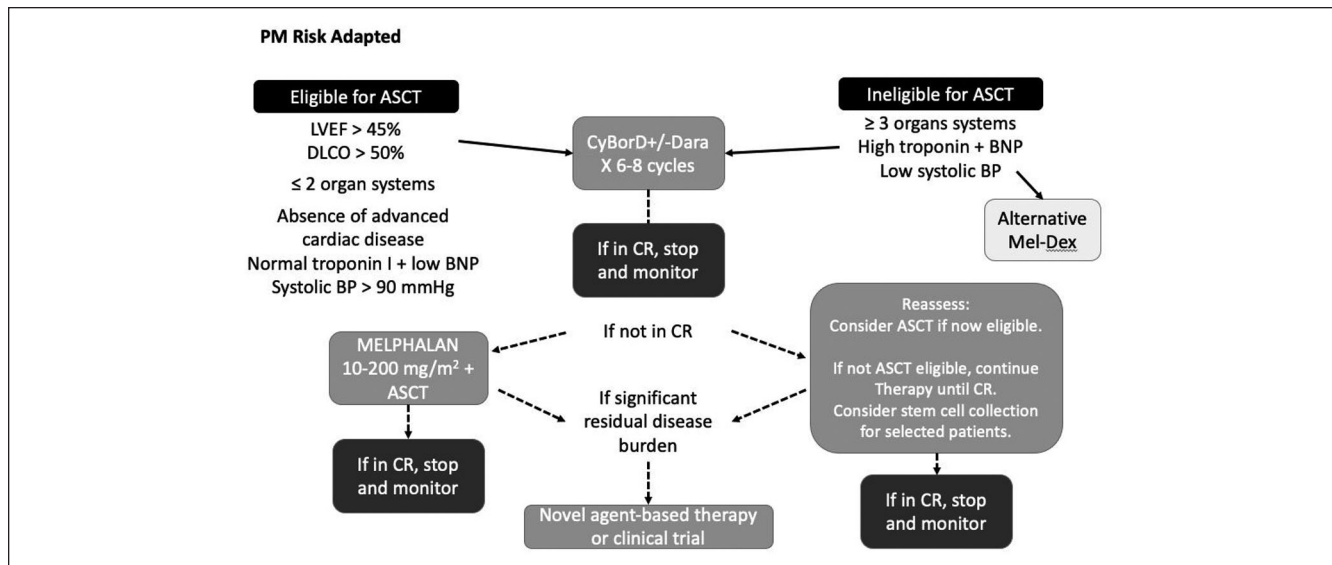 PM Risk Adapted
Eligible for ASCT
LVEF > 45%
DLCO > 50%
≤ 2 organ systems
Absence of advanced
cardiac disease
Normal troponin I + low BNP
Systolic BP > 90 mmHg
CyBorD+/-Dara
X 6-8 cycles
Ineligible for ASCT
≥ 3 organs systems
High troponin + BNP
Low systolic BP
Alternative
Mel-Dex
If in CR, stop
and monitor
If not in CR
MELPHALAN
10-200 mg/m² +
ASCT
Reassess:
Consider ASCT if now eligible.
If not ASCT eligible, continue
Therapy until CR.
Consider stem cell collection
for selected patients.
If significant
residual disease
burden
If in CR, stop
and monitor
Novel agent-based therapy
or clinical trial
If in CR, stop
and monitor